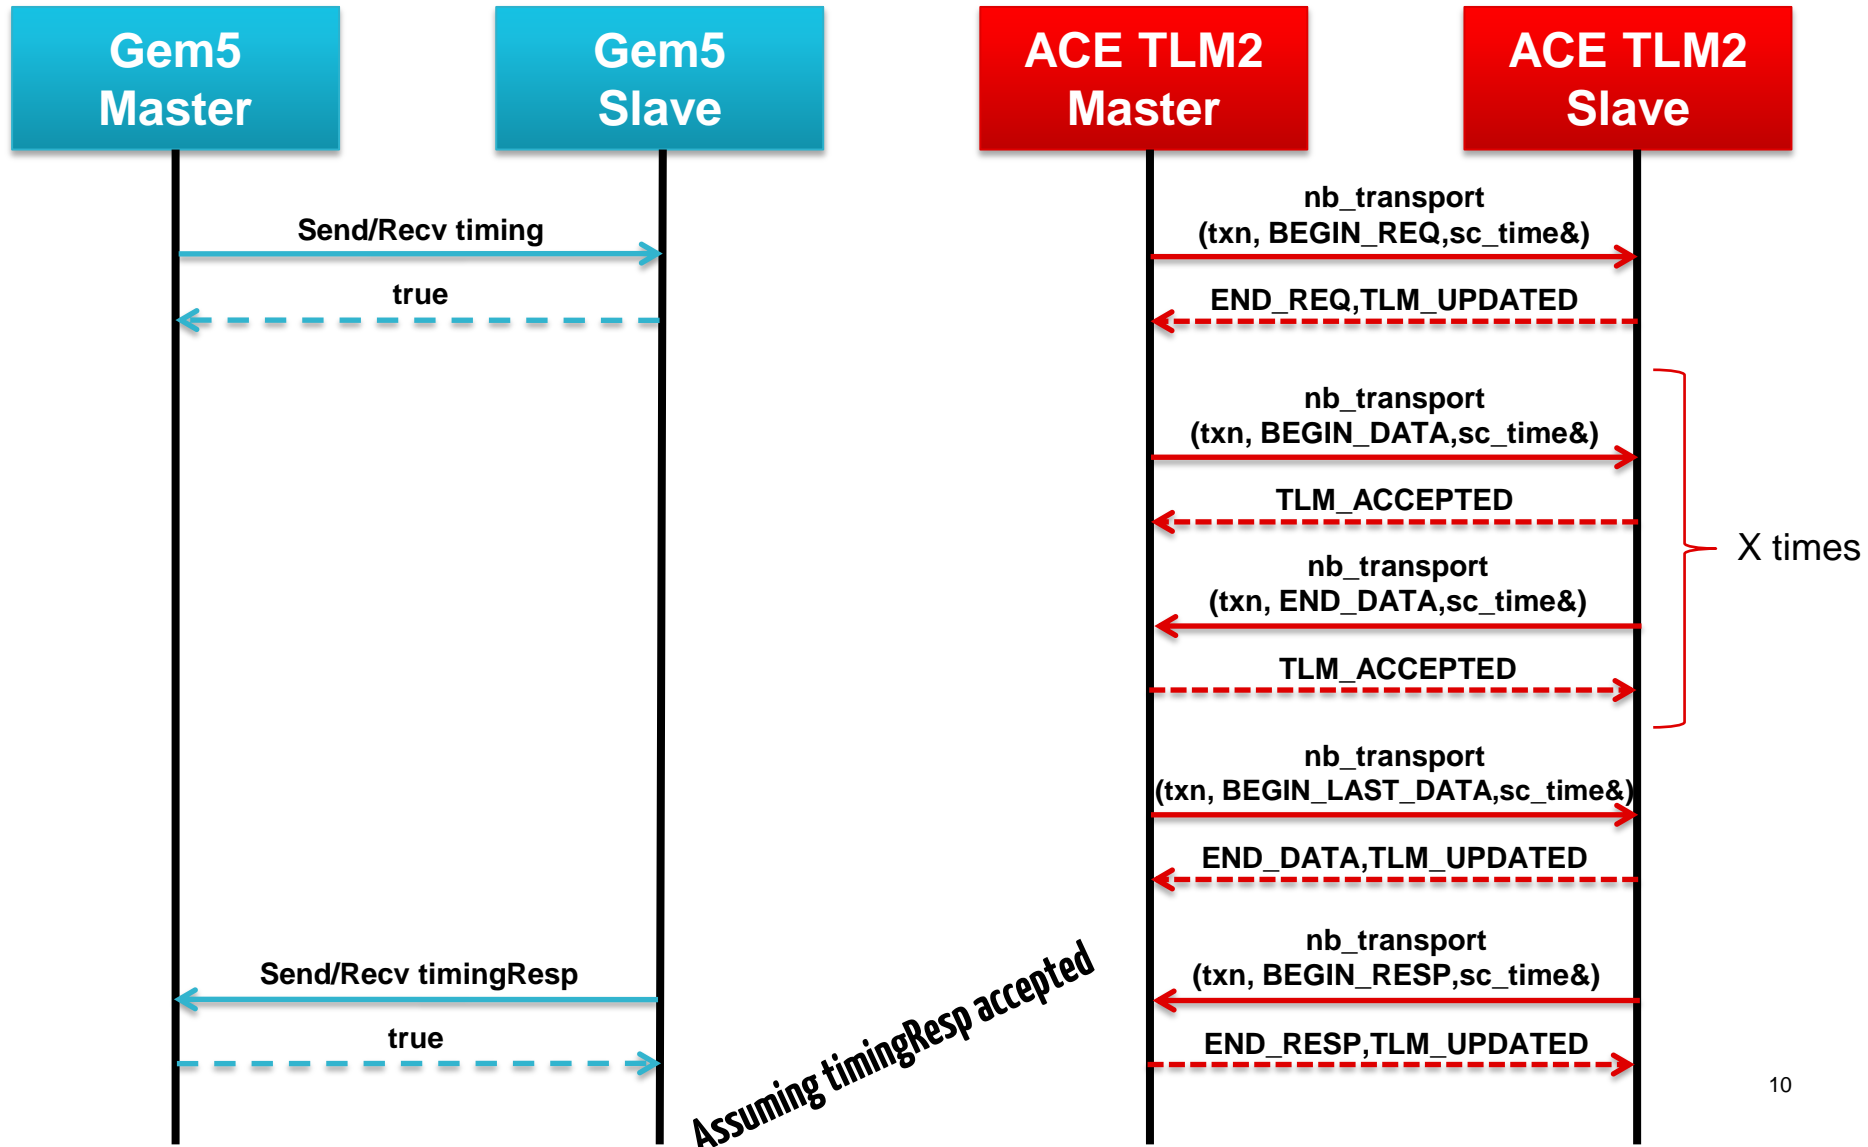 Gem5
Master
Gem5
Slave
ACE TLM2
Master
ACE TLM2
Slave
Send/Recv timing
true
Send/Recv timingResp
true
Assuming timingResp accepted
nb_transport
(txn, BEGIN_REQ,sc_time&)
END_REQ,TLM_UPDATED
nb_transport
(txn, BEGIN_DATA,sc_time&)
TLM_ACCEPTED
nb_transport
(txn, END_DATA,sc_time&)
TLM_ACCEPTED
X times
nb_transport
(txn, BEGIN_LAST_DATA,sc_time&)
END_DATA,TLM_UPDATED
nb_transport
(txn, BEGIN_RESP,sc_time&)
END_RESP,TLM_UPDATED
10